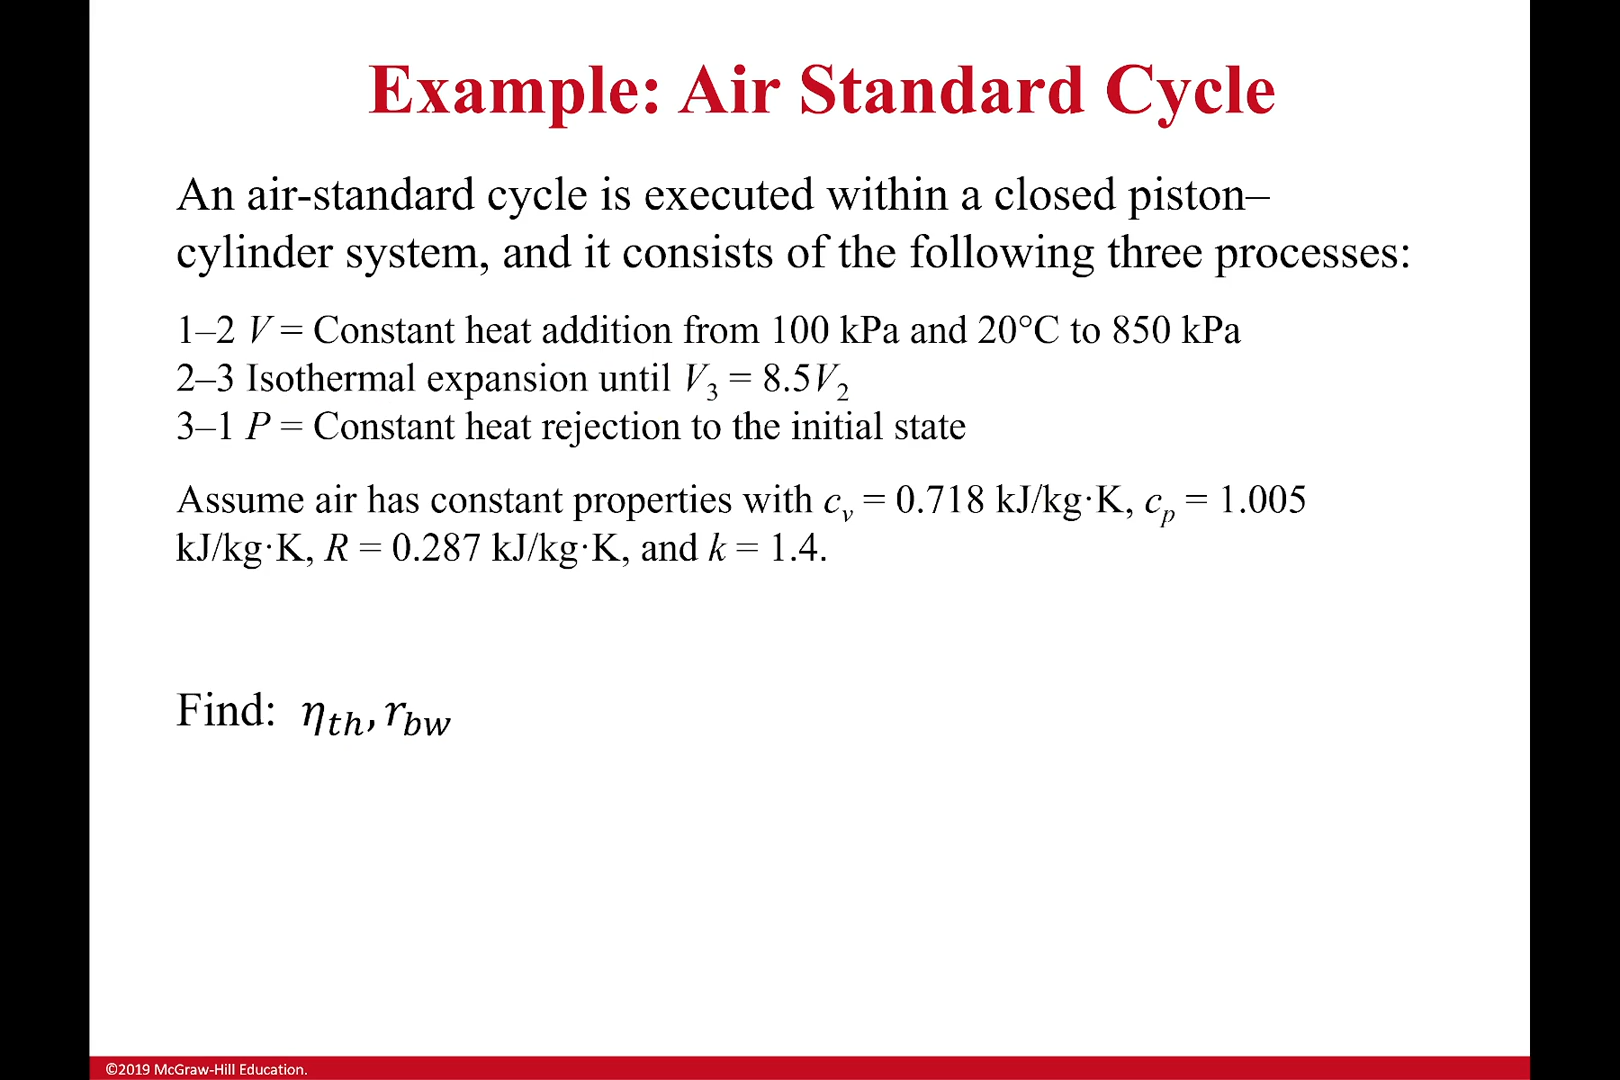 Example: Air Standard Cycle
An air-standard cycle is executed within a closed piston–
cylinder system, and it consists of the following three processes:
1–2 V = Constant heat addition from 100 kPa and 20°C to 850 kPa
2–3 Isothermal expansion until V₃ = 8.5V₂
3–1 P = Constant heat rejection to the initial state
Assume air has constant properties with cᵥ = 0.718 kJ/kg·K, cₚ = 1.005
kJ/kg·K, R = 0.287 kJ/kg·K, and k = 1.4.
Find: η_th, r_bw
©2019 McGraw-Hill Education.